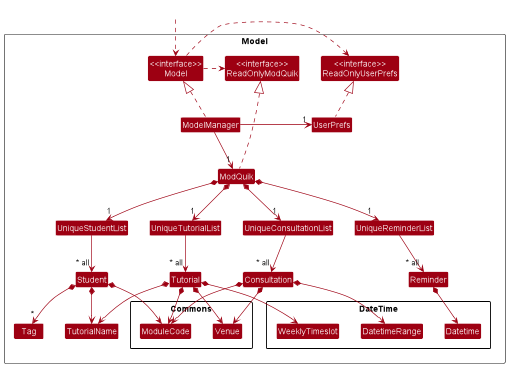 Model
<<interface>>
Model
<<interface>>
ReadOnlyModQuik
<<interface>>
ReadOnlyUserPrefs
ModelManager
1
UserPrefs
1
ModQuik
1
1
1
1
UniqueStudentList
UniqueTutorialList
UniqueConsultationList
UniqueReminderList
* all
* all
* all
* all
Student
Tutorial
Consultation
Reminder
*
Commons
DateTime
Tag
TutorialName
ModuleCode
Venue
WeeklyTimeslot
DatetimeRange
Datetime